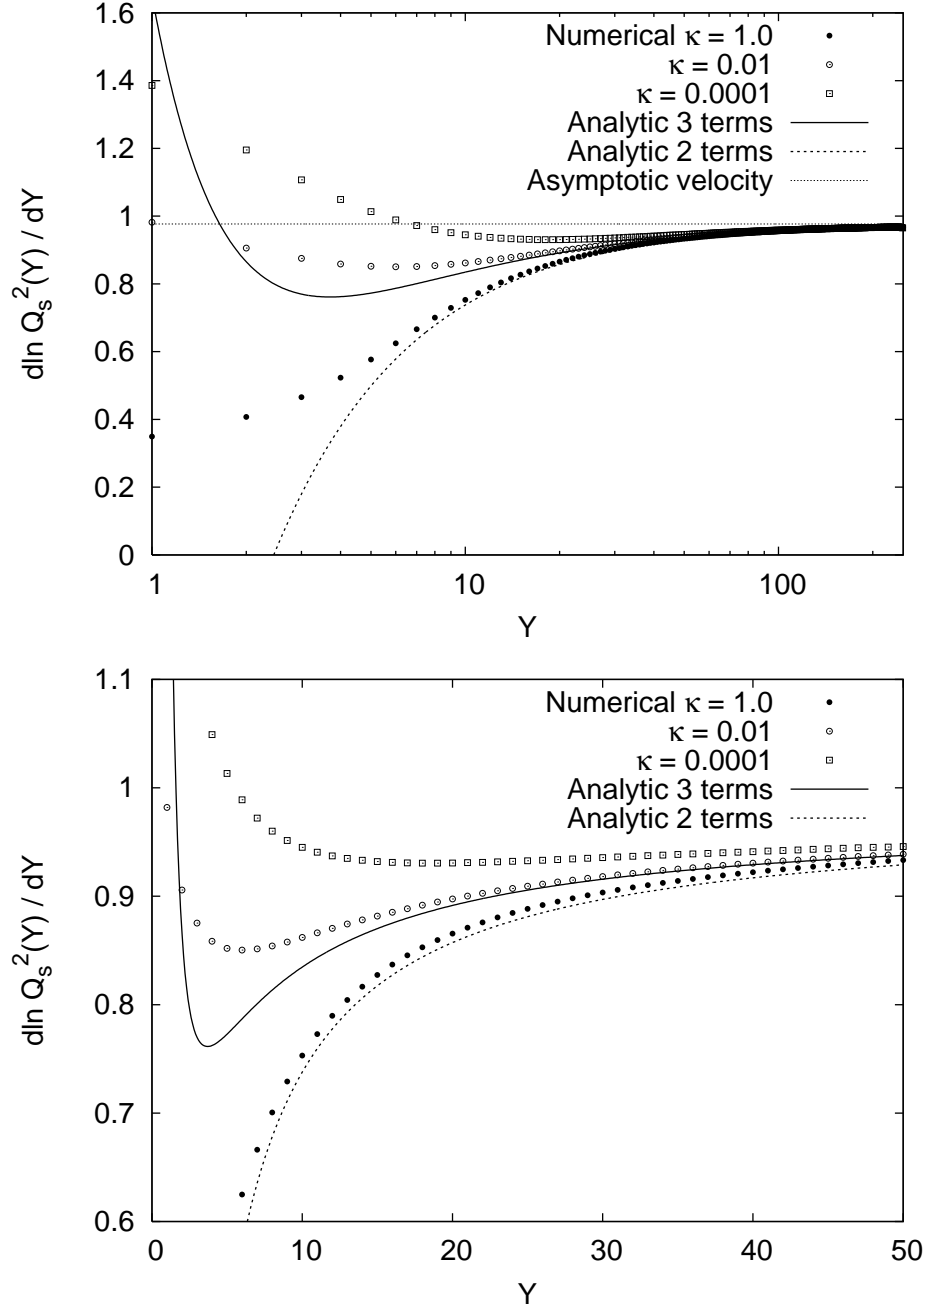 1.6
1.4
1.2
1
0.8
0.6
0.4
0.2
0
dln Q_s^2(Y) / dY
Numerical κ = 1.0
κ = 0.01
κ = 0.0001
Analytic 3 terms
Analytic 2 terms
Asymptotic velocity
1 10 100
Y
1.1
1
0.9
0.8
0.7
0.6
dln Q_s^2(Y) / dY
Numerical κ = 1.0
κ = 0.01
κ = 0.0001
Analytic 3 terms
Analytic 2 terms
0 10 20 30 40 50
Y